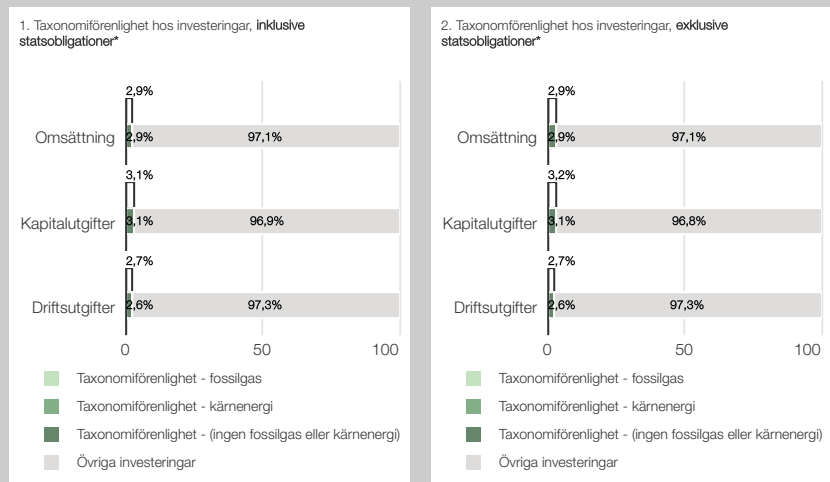 1. Taxonomiförenlighet hos investeringar, inklusive
statsobligationer*
2,9%
Omsättning 2,9% 97,1%
3,1%
Kapitalutgifter 3,1% 96,9%
2,7%
Driftsutgifter 2,6% 97,3%
0 50 100
Taxonomiförenlighet - fossilgas
Taxonomiförenlighet - kärnenergi
Taxonomiförenlighet - (ingen fossilgas eller kärnenergi)
Övriga investeringar
2. Taxonomförenlighet hos investeringar, exklusive
statsobligationer*
2,9%
Omsättning 2,9% 97,1%
3,2%
Kapitalutgifter 3,1% 96,8%
2,7%
Driftsutgifter 2,6% 97,3%
0 50 100
Taxonomiförenlighet - fossilgas
Taxonomiförenlighet - kärnenergi
Taxonomiförenlighet - (ingen fossilgas eller kärnenergi)
Övriga investeringar